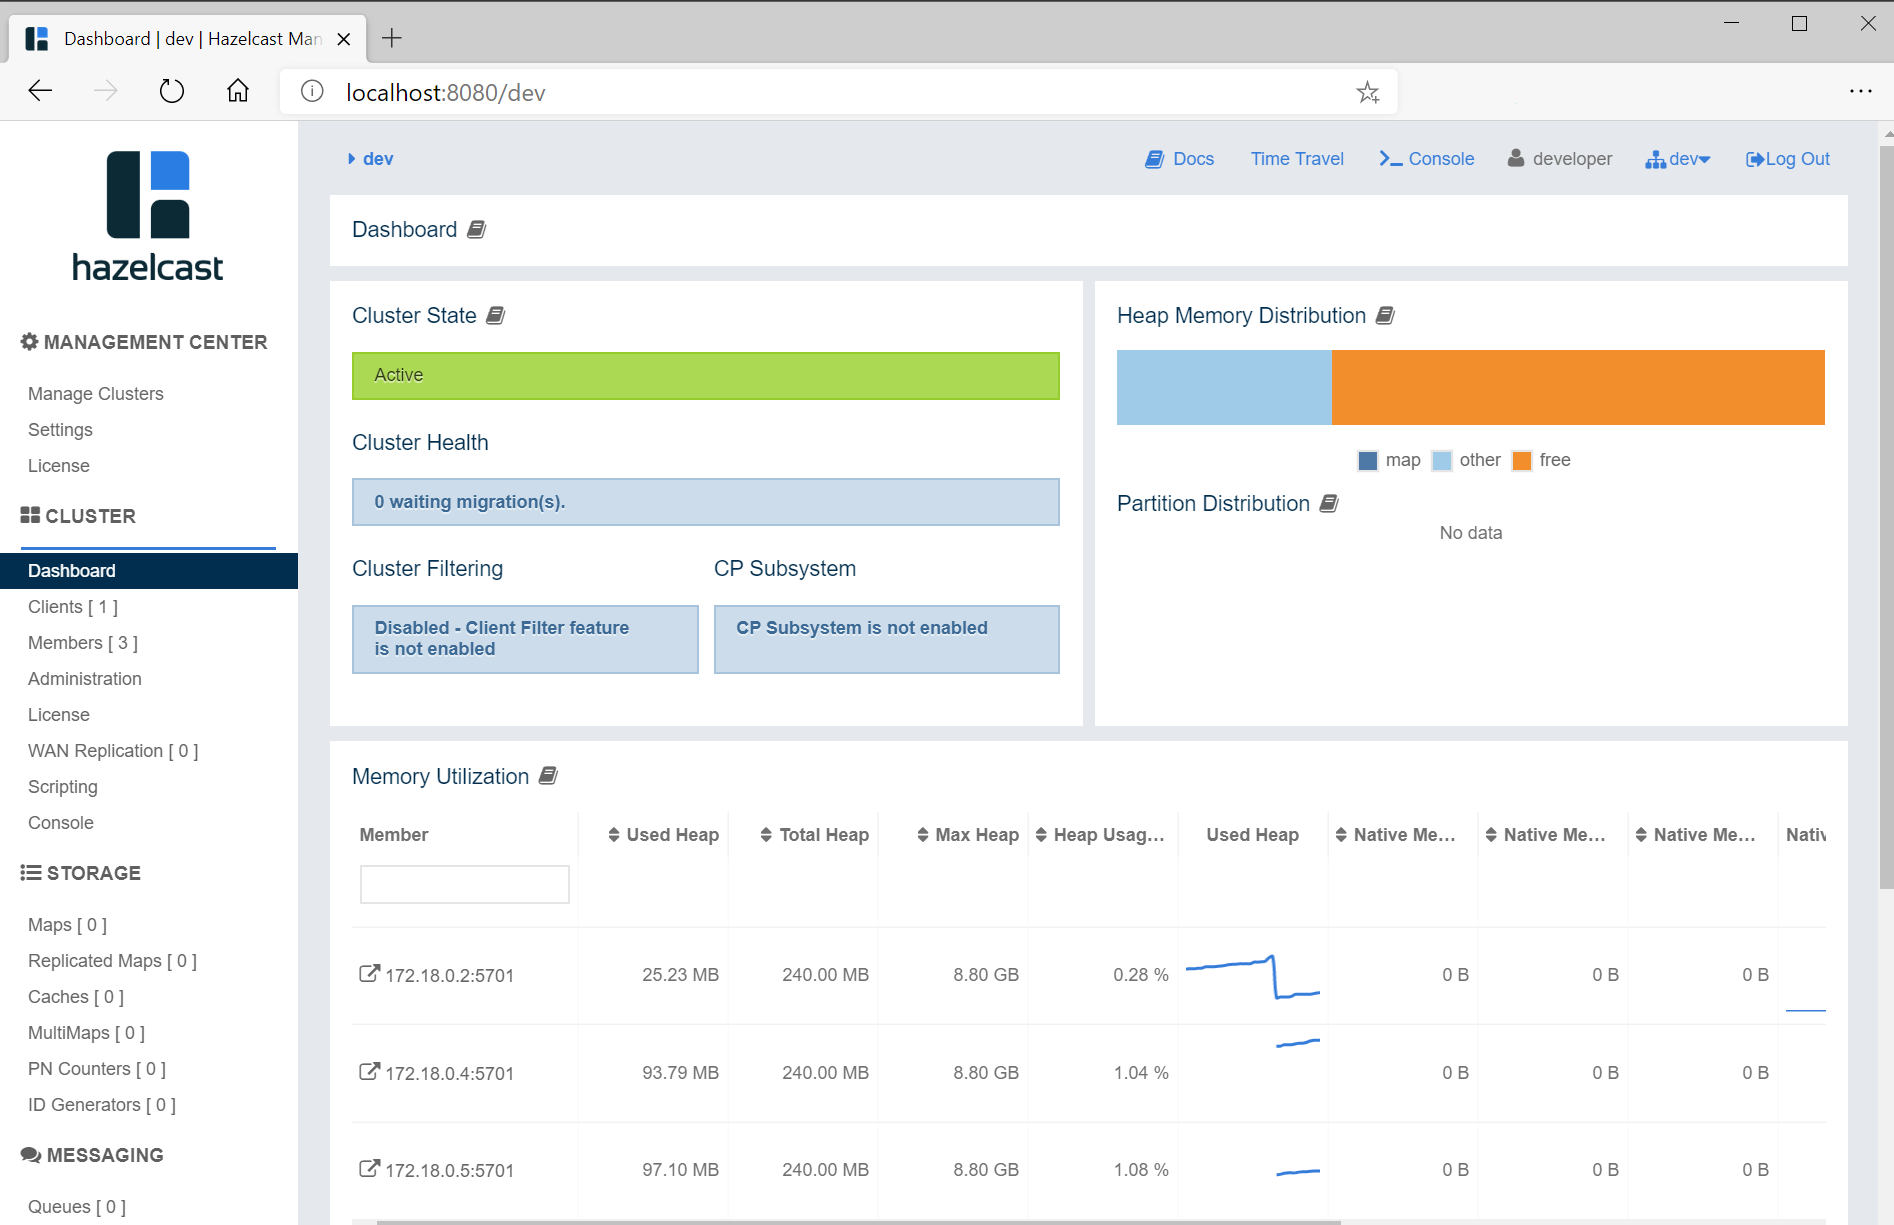 Dashboard | dev | Hazelcast Man
localhost:8080/dev
hazelcast
MANAGEMENT CENTER
Manage Clusters
Settings
License
CLUSTER
Dashboard
Clients [ 1 ]
Members [ 3 ]
Administration
License
WAN Replication [ 0 ]
Scripting
Console
STORAGE
Maps [ 0 ]
Replicated Maps [ 0 ]
Caches [ 0 ]
MultiMaps [ 0 ]
PN Counters [ 0 ]
ID Generators [ 0 ]
MESSAGING
Queues [ 0 ]
dev Docs Time Travel Console developer dev Log Out
Dashboard
Cluster State
Active
Cluster Health
0 waiting migration(s).
Cluster Filtering
Disabled - Client Filter feature
is not enabled
CP Subsystem
CP Subsystem is not enabled
Heap Memory Distribution
map other free
Partition Distribution
No data
Memory Utilization
Member Used Heap Total Heap Max Heap Heap Usag... Used Heap Native Me... Native Me... Native Me... Nativ
172.18.0.2:5701 25.23 MB 240.00 MB 8.80 GB 0.28 % 0 B 0 B 0 B
172.18.0.4:5701 93.79 MB 240.00 MB 8.80 GB 1.04 % 0 B 0 B 0 B
172.18.0.5:5701 97.10 MB 240.00 MB 8.80 GB 1.08 % 0 B 0 B 0 B